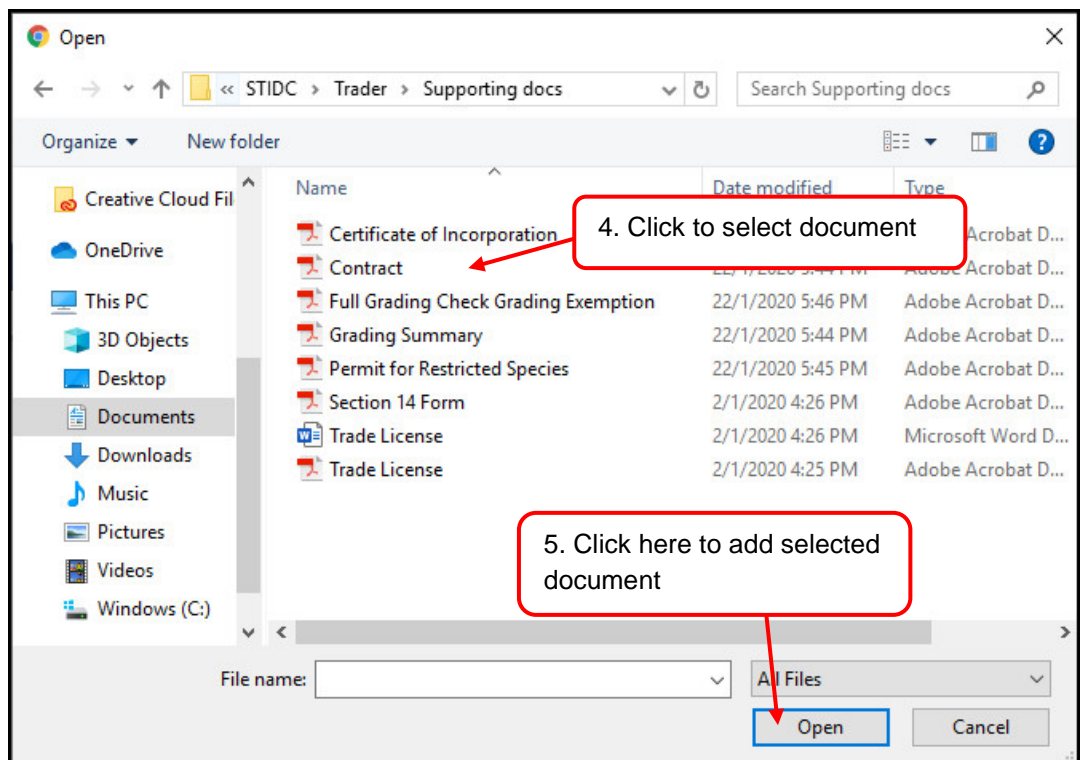 Open
« STIDC > Trader > Supporting docs
Search Supporting docs
Organize
New folder
Name
Date modified
Type
Creative Cloud Fil
OneDrive
This PC
3D Objects
Desktop
Documents
Downloads
Music
Pictures
Videos
Windows (C:)
4. Click to select document
Certificate of Incorporation Acrobat D...
Contract 22/1/2020 5:44 PM Adobe Acrobat D...
Full Grading Check Grading Exemption 22/1/2020 5:46 PM Adobe Acrobat D...
Grading Summary 22/1/2020 5:44 PM Adobe Acrobat D...
Permit for Restricted Species 22/1/2020 5:45 PM Adobe Acrobat D...
Section 14 Form 2/1/2020 4:26 PM Adobe Acrobat D...
Trade License 2/1/2020 4:26 PM Microsoft Word D...
Trade License 2/1/2020 4:25 PM Adobe Acrobat D...
5. Click here to add selected
document
File name:
All Files
Open
Cancel